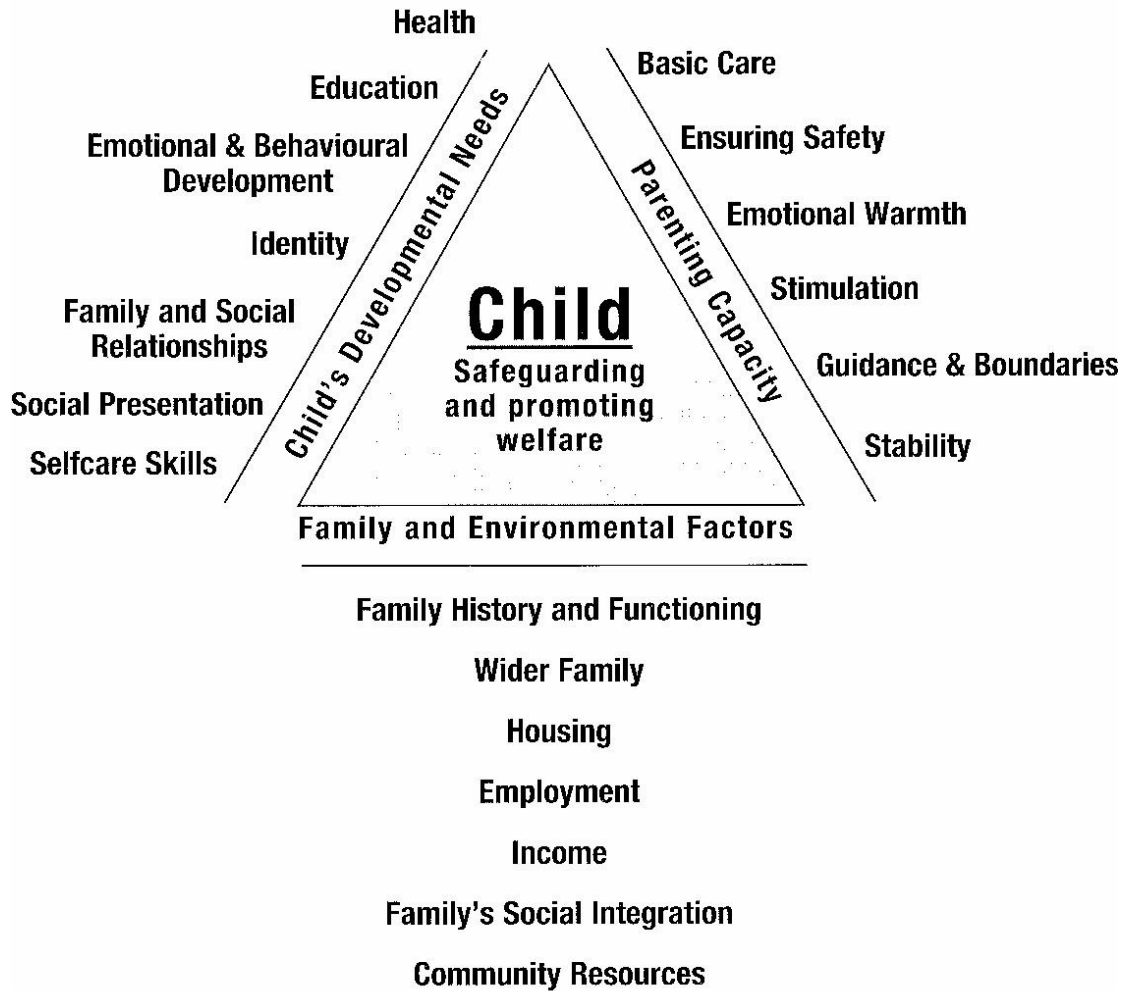 Health
Education
Emotional & Behavioural
Development
Identity
Family and Social
Relationships
Social Presentation
Selfcare Skills
Child's Developmental Needs
Basic Care
Ensuring Safety
Emotional Warmth
Stimulation
Guidance & Boundaries
Stability
Parenting Capacity
Child
Safeguarding
and promoting
welfare
Family and Environmental Factors
Family History and Functioning
Wider Family
Housing
Employment
Income
Family's Social Integration
Community Resources